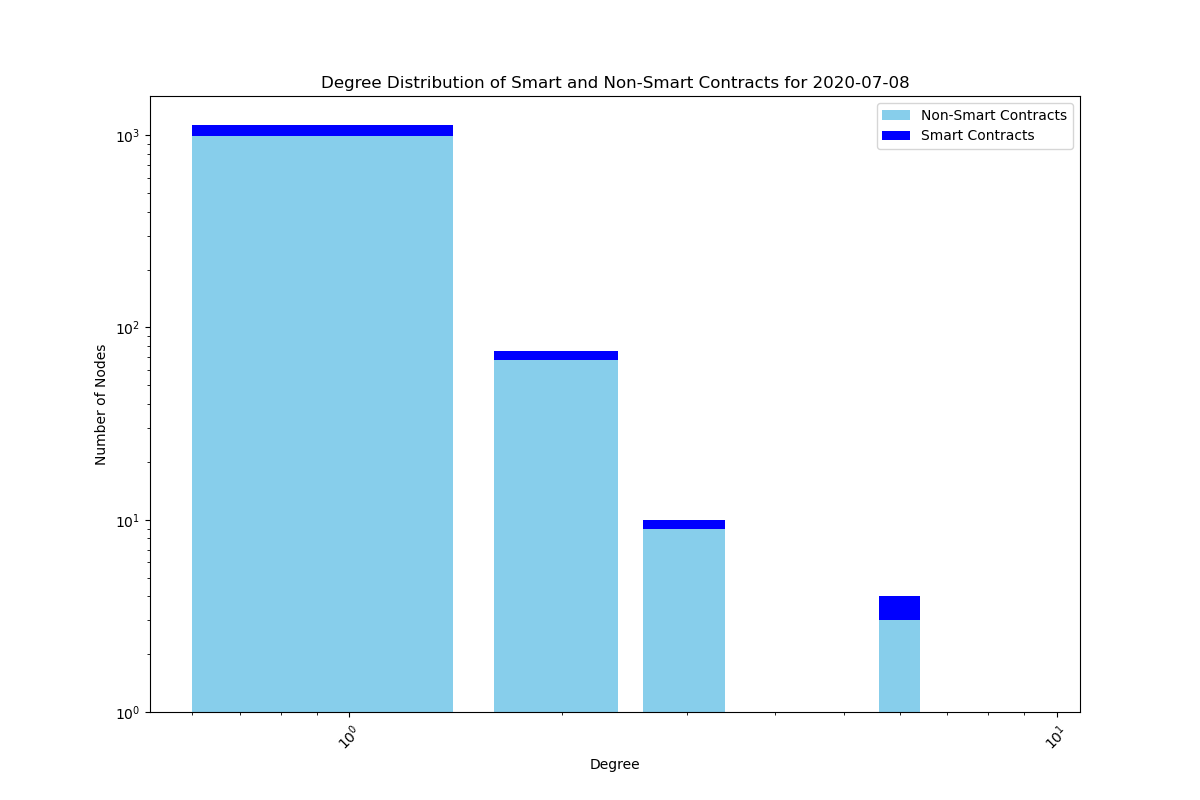 Degree Distribution of Smart and Non-Smart Contracts for 2020-07-08
Non-Smart Contracts
Smart Contracts
10³
10²
10¹
10⁰
Number of Nodes
10⁰
10¹
Degree